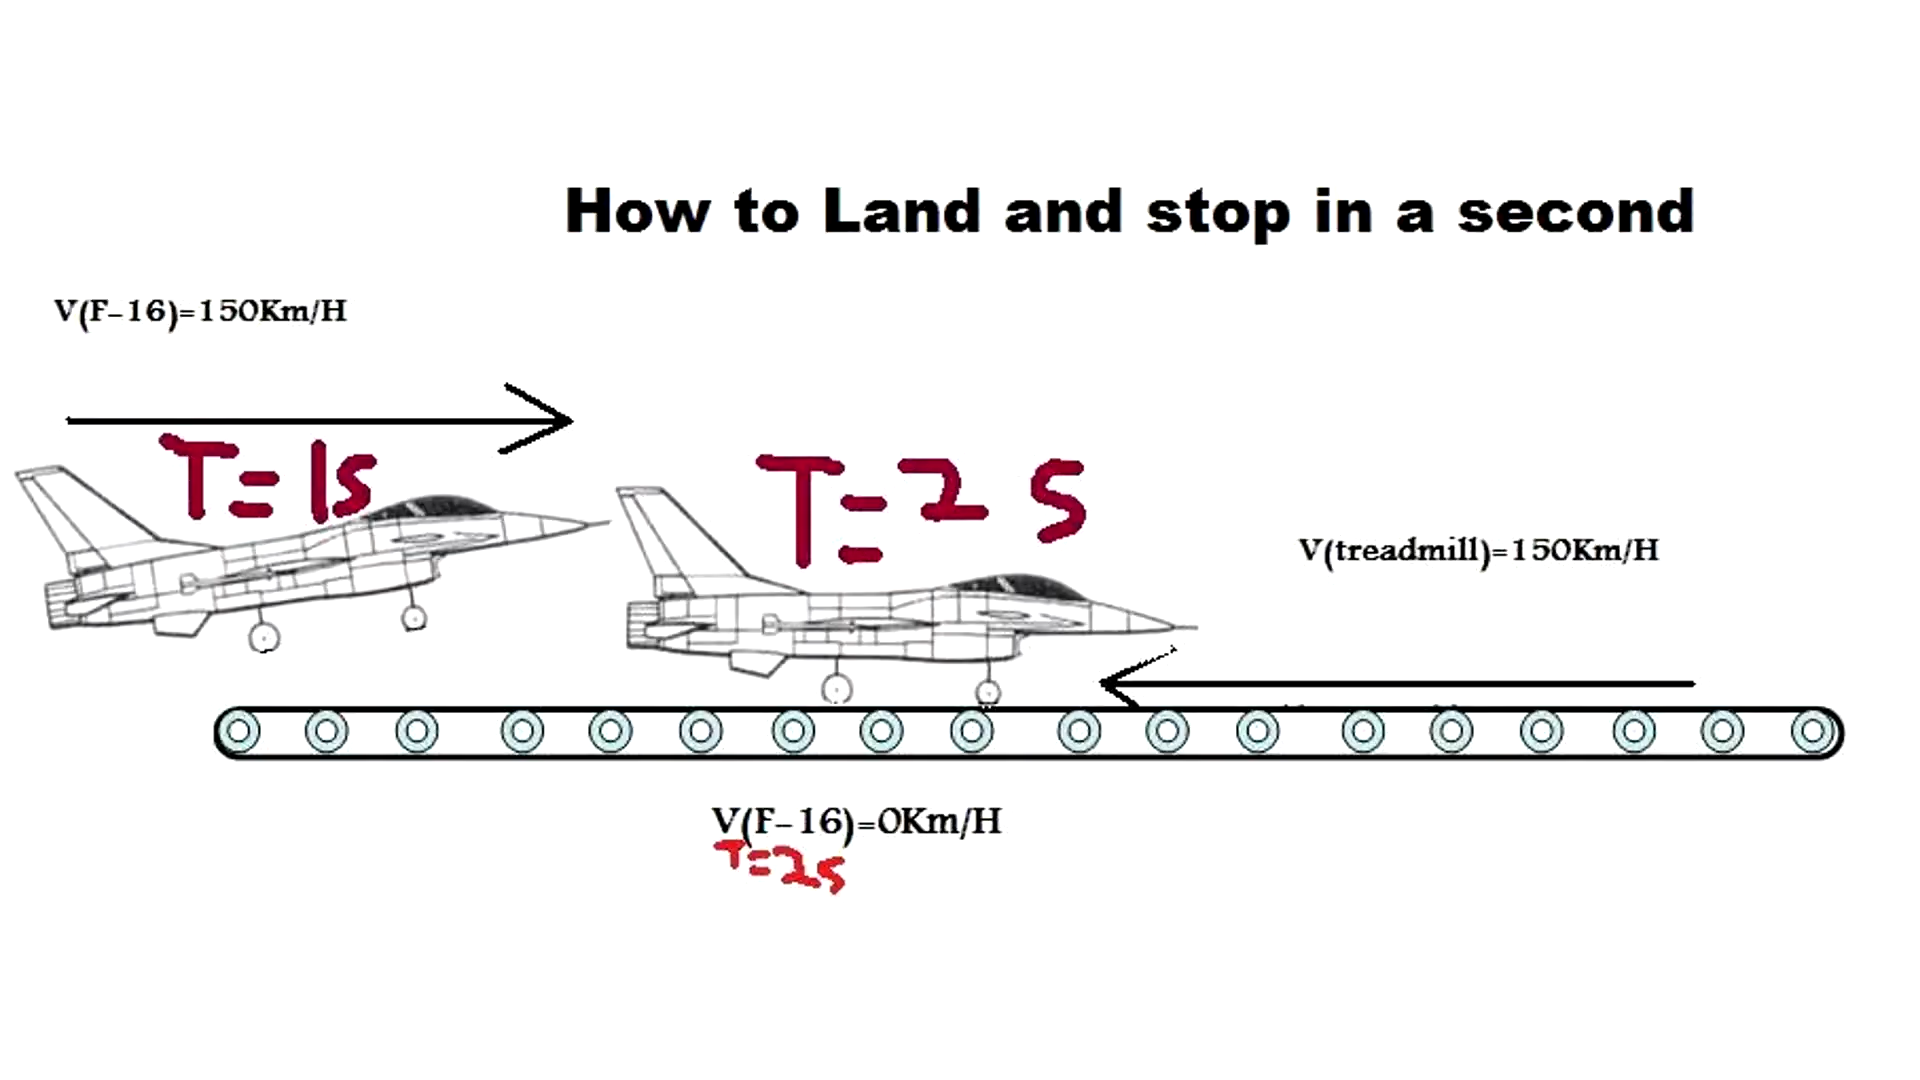 How to Land and stop in a second
V(F-16)=150Km/H
T=1s
T=2 S
V(treadmill)=150Km/H
V(F-16)=0Km/H
T=2s